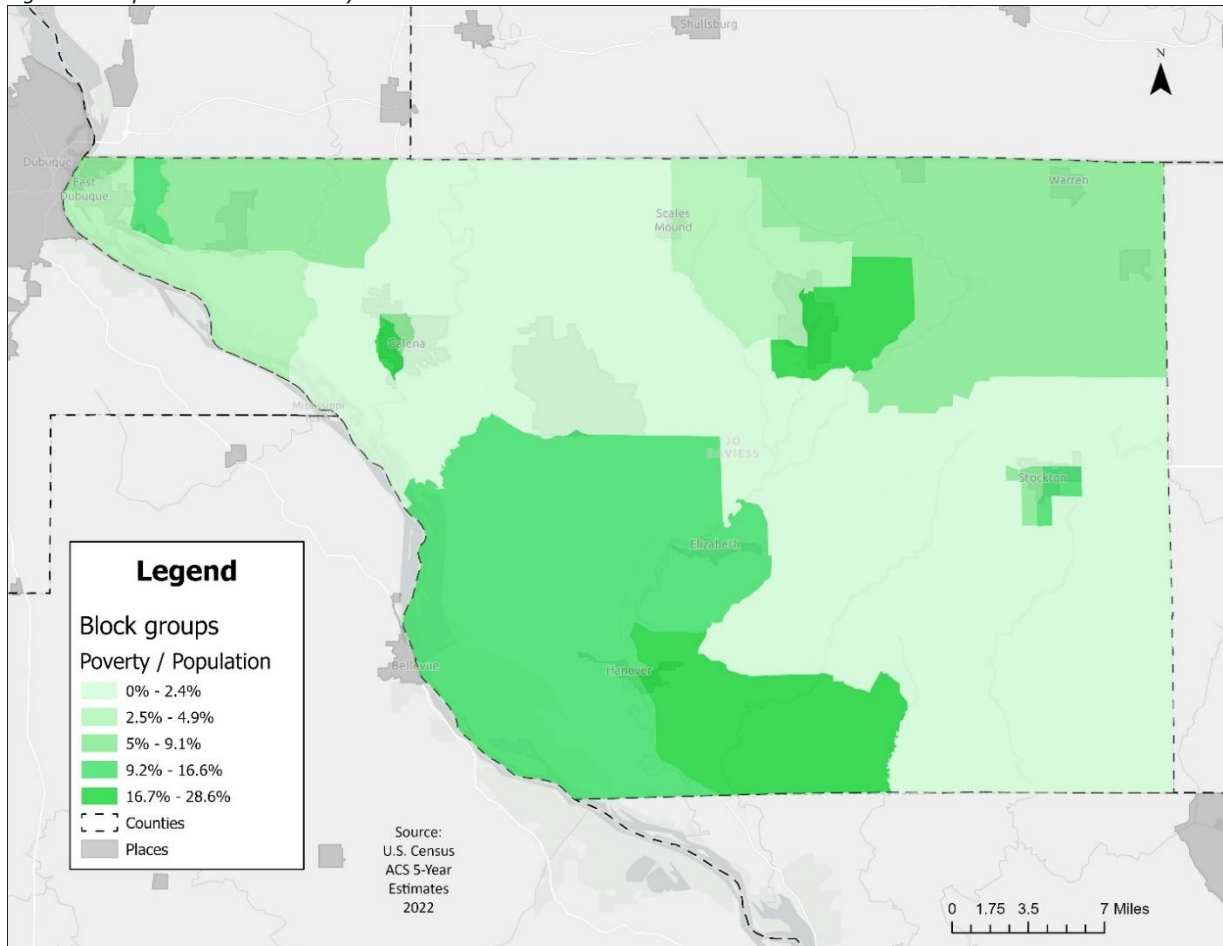 Shullsburg
N
Dubuque
East
Dubuque
Warren
Scales
Mound
Galena
Mississippi
JO
DAVIESS
Stockton
Elizabeth
Hanover
Bellevue
Legend
Block groups
Poverty / Population
0% - 2.4%
2.5% - 4.9%
5% - 9.1%
9.2% - 16.6%
16.7% - 28.6%
Counties
Places
Source:
U.S. Census
ACS 5-Year
Estimates
2022
0 1.75 3.5 7 Miles